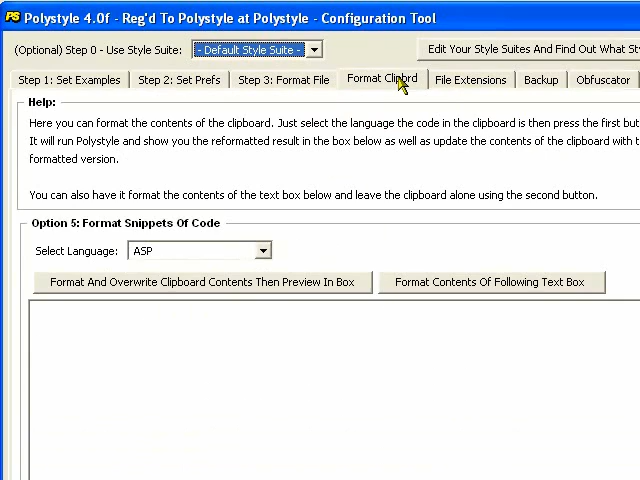 PS Polystyle 4.0f - Reg'd To Polystyle at Polystyle - Configuration Tool
(Optional) Step 0 - Use Style Suite: - Default Style Suite - Edit Your Style Suites And Find Out What
Step 1: Set Examples Step 2: Set Prefs Step 3: Format File Format Clipbrd File Extensions Backup Obfuscator
Help:
Here you can format the contents of the clipboard. Just select the language the code in the clipboard is then press the first
It will run Polystyle and show you the reformatted result in the box below as well as update the contents of the clipboard with
formatted version.
You can also have it format the contents of the text box below and leave the clipboard alone using the second button.
Option 5: Format Snippets Of Code
Select Language: ASP
Format And Overwrite Clipboard Contents Then Preview In Box Format Contents Of Following Text Box